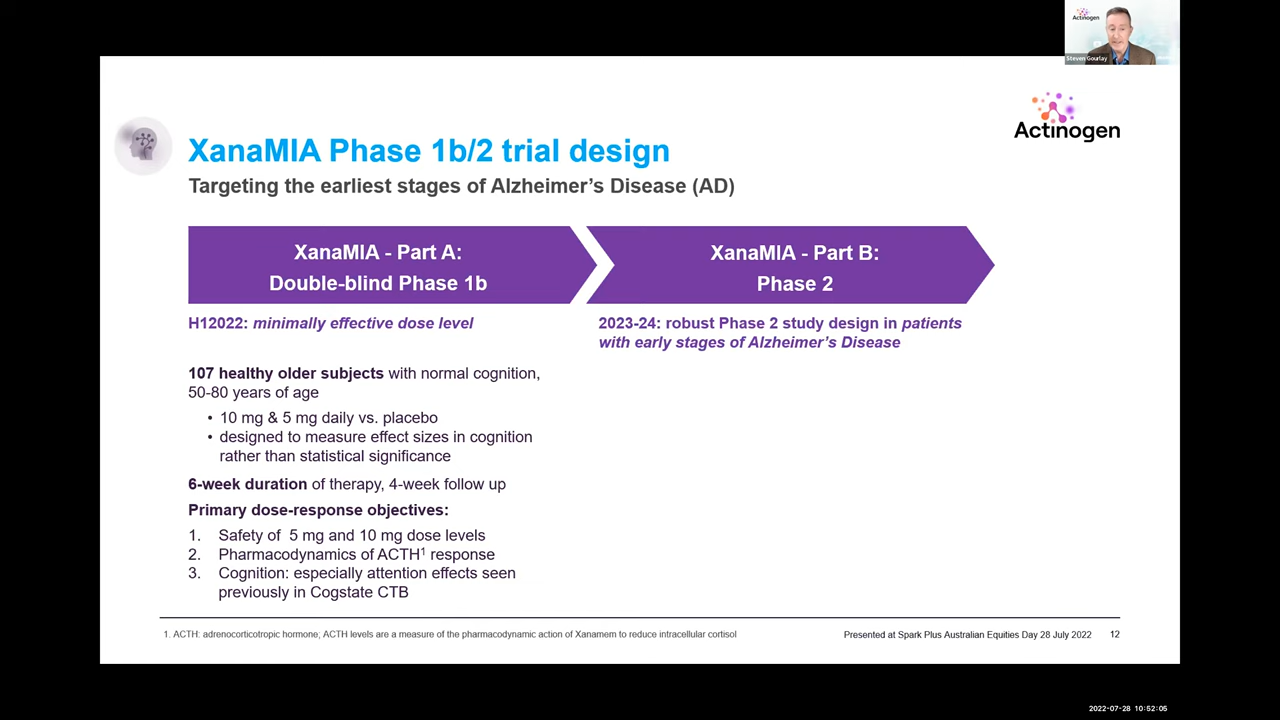 Actinogen
Steven Gourlay
Actinogen
XanaMIA Phase 1b/2 trial design
Targeting the earliest stages of Alzheimer's Disease (AD)
XanaMIA - Part A:
Double-blind Phase 1b
XanaMIA - Part B:
Phase 2
H12022: minimally effective dose level
2023-24: robust Phase 2 study design in patients
with early stages of Alzheimer's Disease
107 healthy older subjects with normal cognition,
50-80 years of age
• 10 mg & 5 mg daily vs. placebo
• designed to measure effect sizes in cognition
rather than statistical significance
6-week duration of therapy, 4-week follow up
Primary dose-response objectives:
1. Safety of 5 mg and 10 mg dose levels
2. Pharmacodynamics of ACTH¹ response
3. Cognition: especially attention effects seen
previously in Cogstate CTB
1. ACTH: adrenocorticotropic hormone; ACTH levels are a measure of the pharmacodynamic action of Xanamem to reduce intracellular cortisol
Presented at Spark Plus Australian Equities Day 28 July 2022 12
2022-07-28 10:52:05